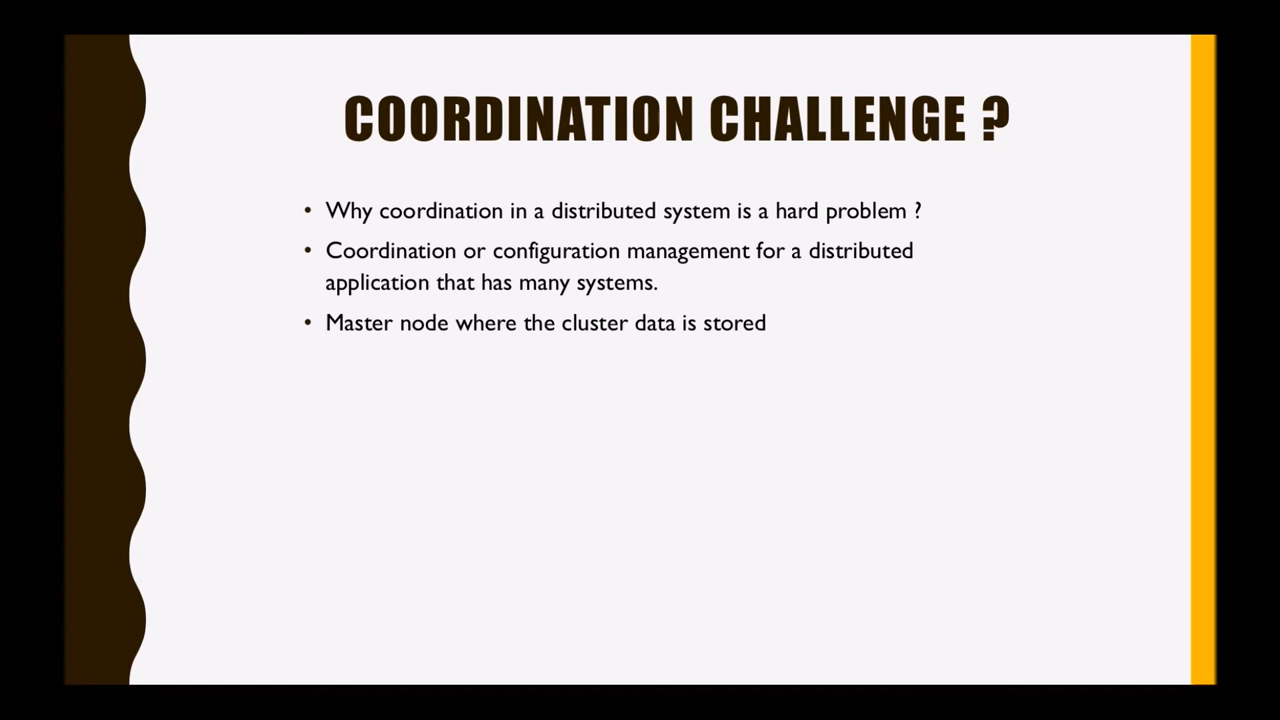 COORDINATION CHALLENGE ?
• Why coordination in a distributed system is a hard problem ?
• Coordination or configuration management for a distributed
application that has many systems.
• Master node where the cluster data is stored